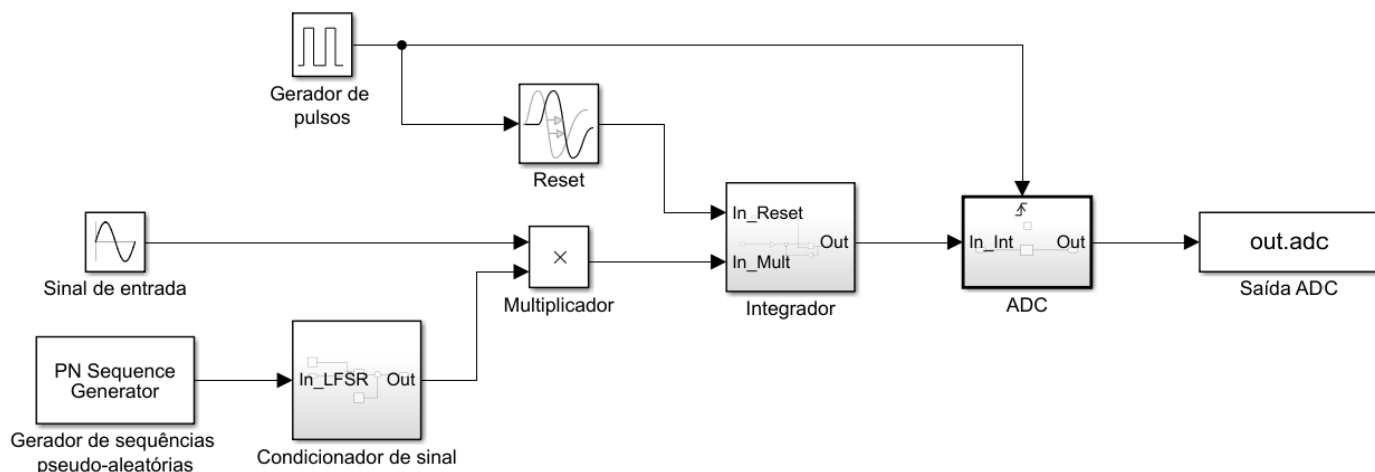 Gerador de
pulsos
Reset
In_Reset
In_Mult
Out
Integrador
In_Int
Out
ADC
out.adc
Saída ADC
Sinal de entrada
×
Multiplicador
PN Sequence
Generator
Gerador de sequências
pseudo-aleatórias
In_LFSR
Out
Condicionador de sinal